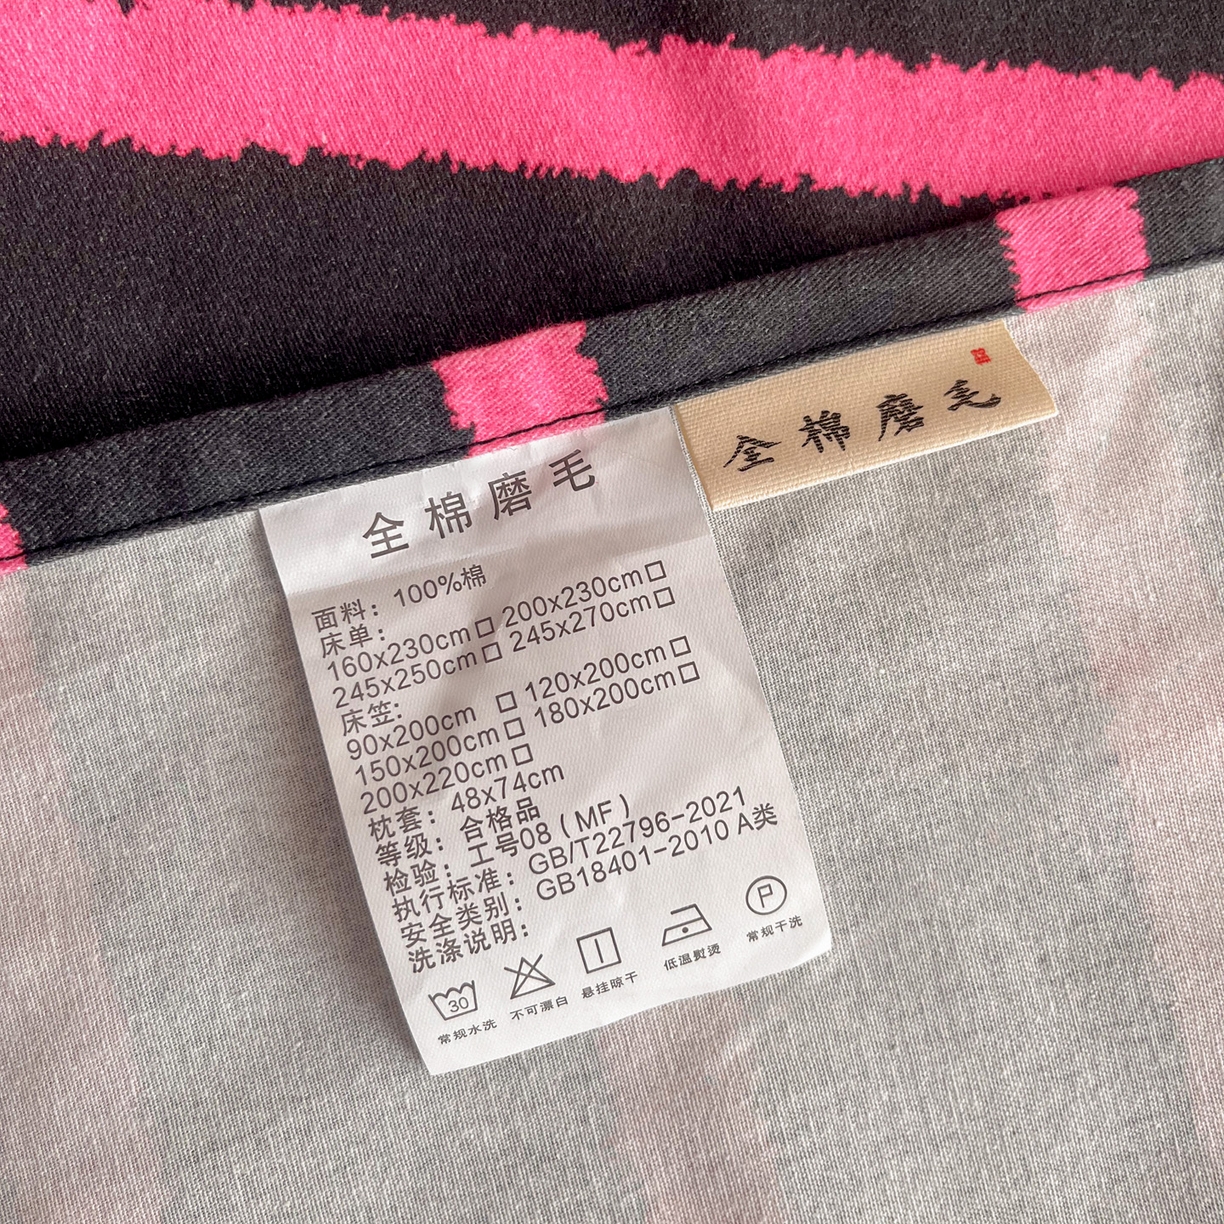 全棉磨毛
全棉磨毛
面料：100%棉
床单：
160x230cm□ 200x230cm□
245x250cm□ 245x270cm□
床笠:
90x200cm □ 120x200cm□
150x200cm□ 180x200cm□
200x220cm□
枕套：48x74cm
等级：合格品
检验：工号08（MF）
执行标准：GB/T22796-2021
安全类别：GB18401-2010 A类
洗涤说明：
30
P
常规水洗 不可漂白 悬挂晾干 低温熨烫 常规干洗